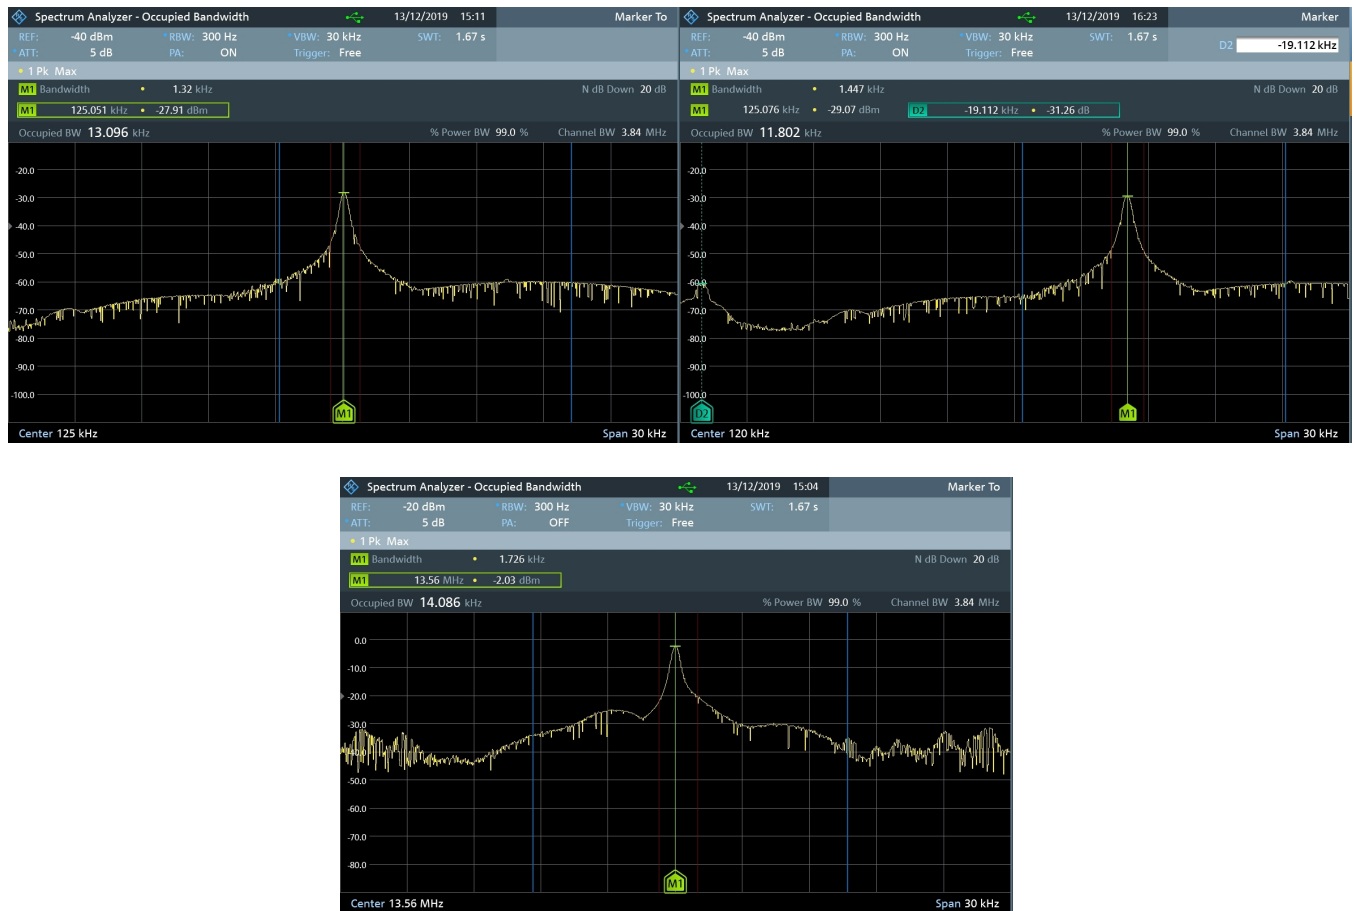 Spectrum Analyzer - Occupied Bandwidth 13/12/2019 15:11 Marker To
REF: -40 dBm RBW: 300 Hz VBW: 30 kHz SWT: 1.67 s
ATT: 5 dB PA: ON Trigger: Free
1 Pk Max
M1 Bandwidth 1.32 kHz N dB Down 20 dB
M1 125.051 kHz -27.91 dBm
Occupied BW 13.096 kHz % Power BW 99.0 % Channel BW 3.84 MHz
-20.0
-30.0
-40.0
-50.0
-60.0
-70.0
-80.0
-90.0
-100.0
M1
Center 125 kHz Span 30 kHz
Spectrum Analyzer - Occupied Bandwidth 13/12/2019 16:23 Marker
REF: -40 dBm RBW: 300 Hz VBW: 30 kHz SWT: 1.67 s
ATT: 5 dB PA: ON Trigger: Free
D2 -19.112 kHz
1 Pk Max
M1 Bandwidth 1.447 kHz N dB Down 20 dB
M1 125.076 kHz -29.07 dBm D2 -19.112 kHz -31.26 dB
Occupied BW 11.802 kHz % Power BW 99.0 % Channel BW 3.84 MHz
-20.0
-30.0
-40.0
-50.0
-60.0
-70.0
-80.0
-90.0
-100.0
D2 M1
Center 120 kHz Span 30 kHz
Spectrum Analyzer - Occupied Bandwidth 13/12/2019 15:04 Marker To
REF: -20 dBm RBW: 300 Hz VBW: 30 kHz SWT: 1.67 s
ATT: 5 dB PA: OFF Trigger: Free
1 Pk Max
M1 Bandwidth 1.726 kHz N dB Down 20 dB
M1 13.56 MHz -2.03 dBm
Occupied BW 14.086 kHz % Power BW 99.0 % Channel BW 3.84 MHz
0.0
-10.0
-20.0
-30.0
-40.0
-50.0
-60.0
-70.0
-80.0
M1
Center 13.56 MHz Span 30 kHz